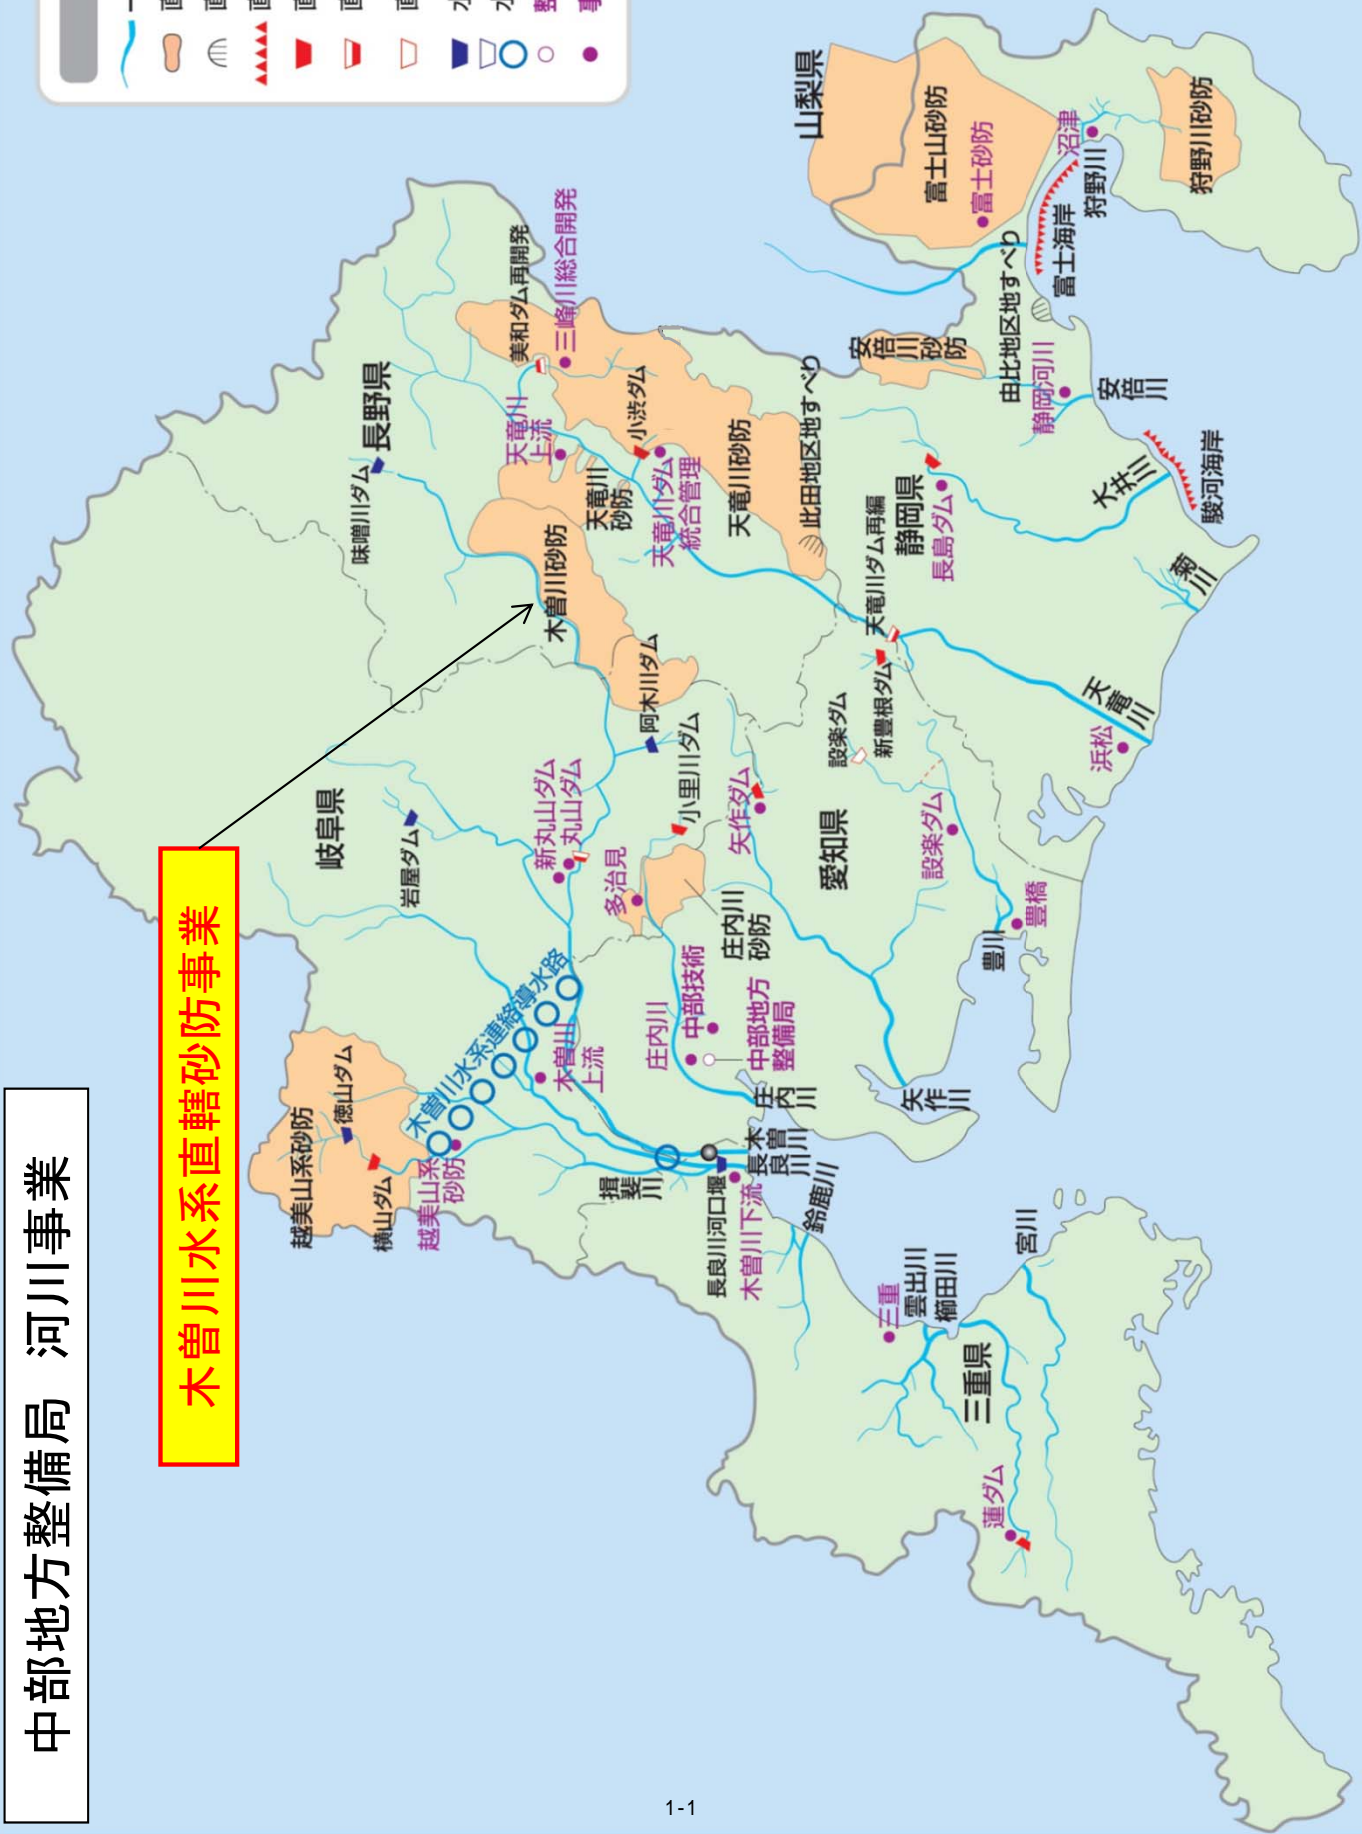 中部地方整備局　河川事業
木曽川水系直轄砂防事業
越美山系砂防
徳山ダム
横山ダム
越美山系
砂防
木曽川水系連絡導水路
岐阜県
岩屋ダム
味噌川ダム
長野県
新丸山ダム
丸山ダム
木曽川
上流
多治見
小里川ダム
阿木川ダム
木曽川砂防
天竜川
上流
美和ダム再開発
三峰川総合開発
天竜川
砂防
小渋ダム
天竜川ダム
統合管理
天竜川砂防
此田地区地すべり
揖斐川
長良川
木曽川
長良川河口堰
木曽川下流
庄内川
中部技術
中部地方
整備局
庄内川
砂防
庄内川
矢作ダム
愛知県
設楽ダム
新豊根ダム
天竜川ダム再編
静岡県
長島ダム
設楽ダム
豊橋
豊川
矢作川
浜松
天竜川
菊川
大井川
駿河海岸
安倍川
静岡河川
安倍川砂防
由比地区地すべり
富士海岸
狩野川
沼津
富士山砂防
富士砂防
山梨県
狩野川砂防
鈴鹿川
三重
雲出川
櫛田川
宮川
三重県
蓮ダム
1-1